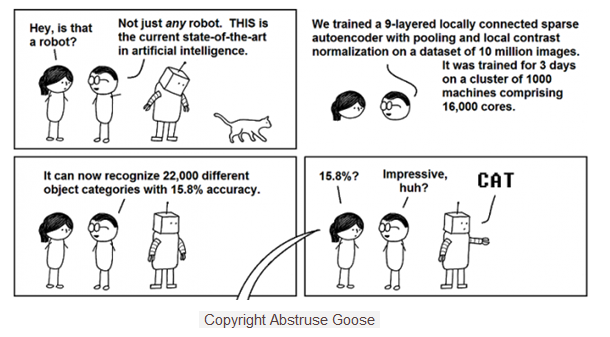 Hey, is that
a robot?
Not just any robot. THIS is
the current state-of-the-art
in artificial intelligence.
We trained a 9-layered locally connected sparse
autoencoder with pooling and local contrast
normalization on a dataset of 10 million images.
It was trained for 3 days
on a cluster of 1000
machines comprising
16,000 cores.
It can now recognize 22,000 different
object categories with 15.8% accuracy.
15.8%?
Impressive,
huh?
CAT
Copyright Abstruse Goose